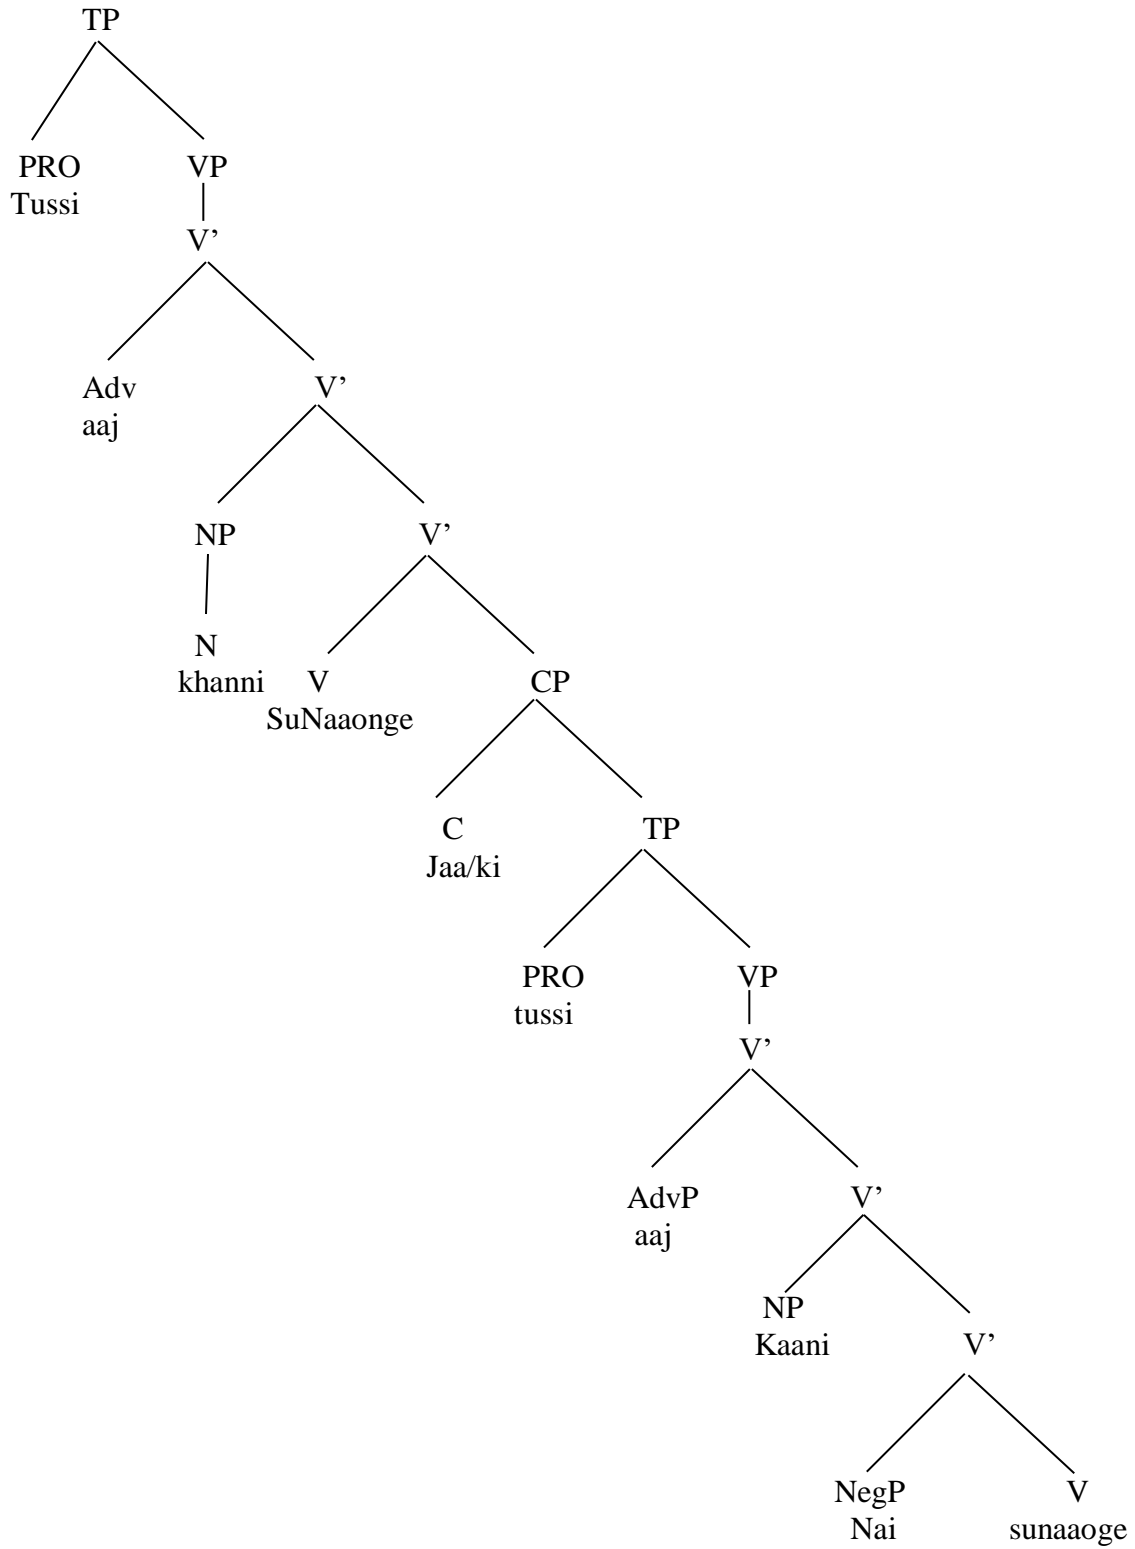 TP
PRO VP
Tussi
V’
Adv V’
aaj
NP V’
N
khanni V CP
SuNaaonge
C TP
Jaa/ki
PRO VP
tussi
V’
AdvP V’
aaj
NP
Kaani V’
NegP V
Nai sunaaoge